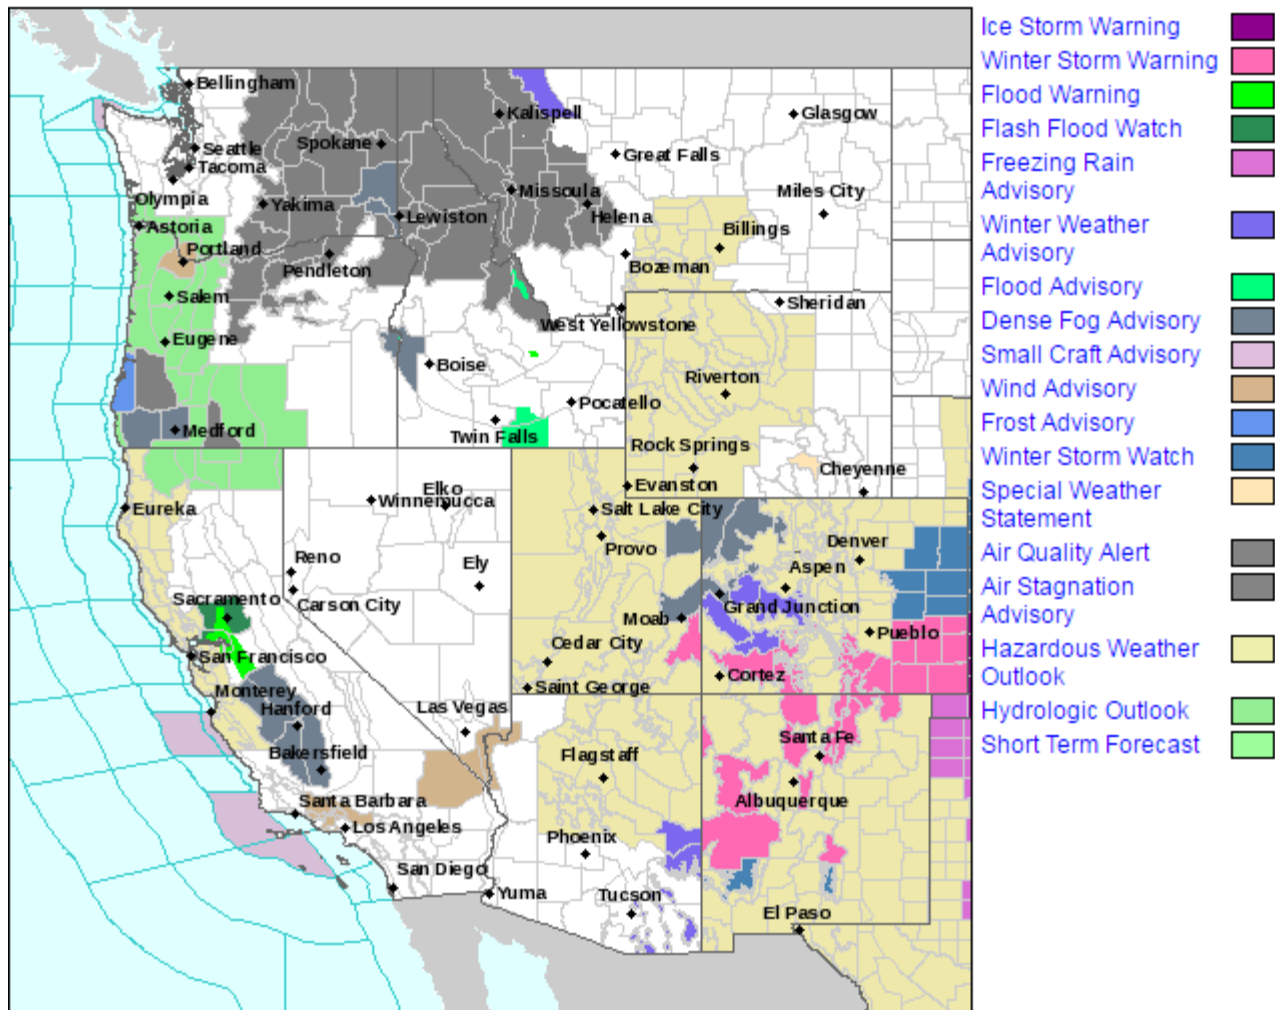 Bellingham
Kalispell
Glasgow
Spokane
Seattle
Great Falls
Tacoma
Olympia
Yakima
Missoula
Miles City
Lewiston
Helena
Astoria
Billings
Portland
Pendleton
Bozeman
Salem
Sheridan
West Yellowstone
Eugene
Boise
Riverton
Pocatello
Medford
Twin Falls
Rock Springs
Cheyenne
Evanston
Elko
Winnemucca
Eureka
Salt Lake City
Provo
Denver
Reno
Ely
Aspen
Sacramento
Carson City
Grand Junction
Moab
Pueblo
Cedar City
San Francisco
Cortez
Saint George
Monterey
Hanford
Las Vegas
Santa Fe
Bakersfield
Flagstaff
Santa Barbara
Albuquerque
Los Angeles
Phoenix
San Diego
Yuma
Tucson
El Paso
Ice Storm Warning
Winter Storm Warning
Flood Warning
Flash Flood Watch
Freezing Rain
Advisory
Winter Weather
Advisory
Flood Advisory
Dense Fog Advisory
Small Craft Advisory
Wind Advisory
Frost Advisory
Winter Storm Watch
Special Weather
Statement
Air Quality Alert
Air Stagnation
Advisory
Hazardous Weather
Outlook
Hydrologic Outlook
Short Term Forecast